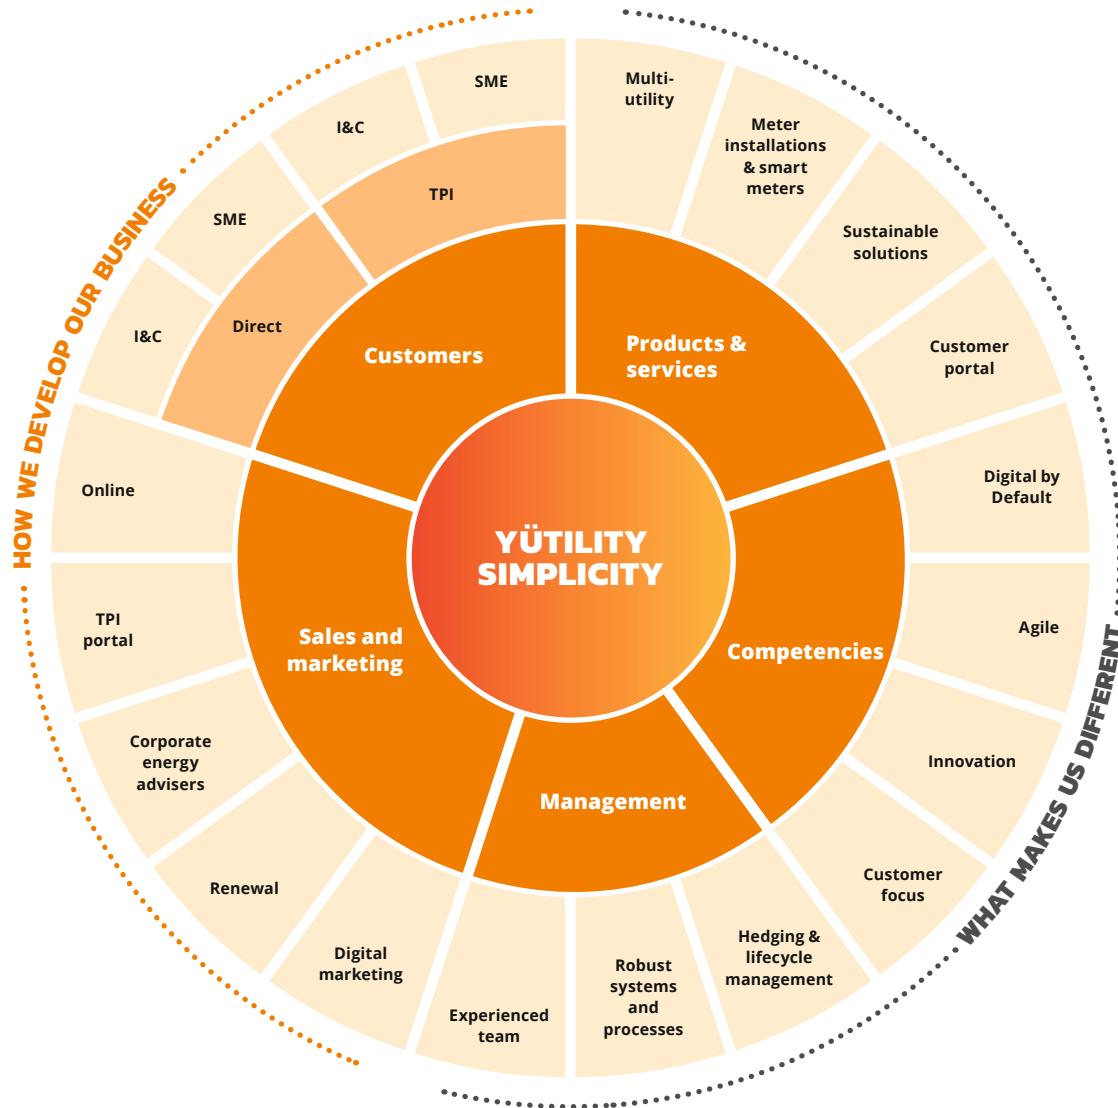 YÜTILITY
SIMPLICITY
Products &
services
Multi-
utility
Meter
installations
& smart
meters
Sustainable
solutions
Customer
portal
Competencies
Digital by
Default
Agile
Innovation
Customer
focus
Management
Hedging &
lifecycle
management
Robust
systems
and
processes
Experienced
team
Sales and
marketing
Digital
marketing
Renewal
Corporate
energy
advisers
TPI
portal
Online
Customers
Direct
I&C
SME
TPI
I&C
SME
HOW WE DEVELOP OUR BUSINESS
WHAT MAKES US DIFFERENT